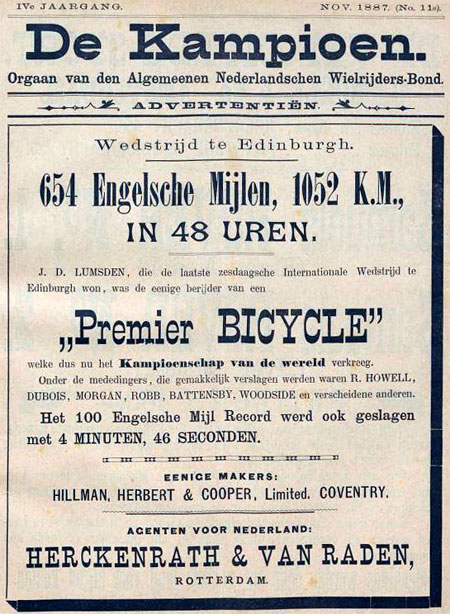 IVe JAARGANG. NOV. 1887. (No. 11a).
De Kampioen.
Orgaan van den Algemeenen Nederlandschen Wielrijders-Bond.
ADVERTENTIËN.
Wedstrijd te Edinburgh.
654 Engelsche Mijlen, 1052 K.M.,
IN 48 UREN.
J. D. LUMSDEN, die de laatste zesdaagsche Internationale Wedstrijd te
Edinburgh won, was de eenige berijder van een
„Premier BICYCLE”
welke dus nu het Kampioenschap van de wereld verkreeg.
Onder de mededingers, die gemakkelijk verslagen werden waren R. HOWELL,
DUBOIS, MORGAN, ROBB, BATTENSBY, WOODSIDE en verscheidene anderen.
Het 100 Engelsche Mijl Record werd ook geslagen
met 4 MINUTEN, 46 SECONDEN.
EENIGE MAKERS:
HILLMAN, HERBERT & COOPER, Limited, COVENTRY.
AGENTEN VOOR NEDERLAND:
HERCKENRATH & VAN RADEN,
ROTTERDAM.